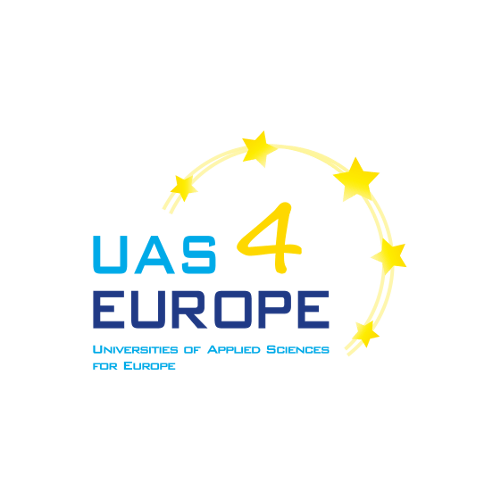 UAS 4
EUROPE
Universities of Applied Sciences
for Europe